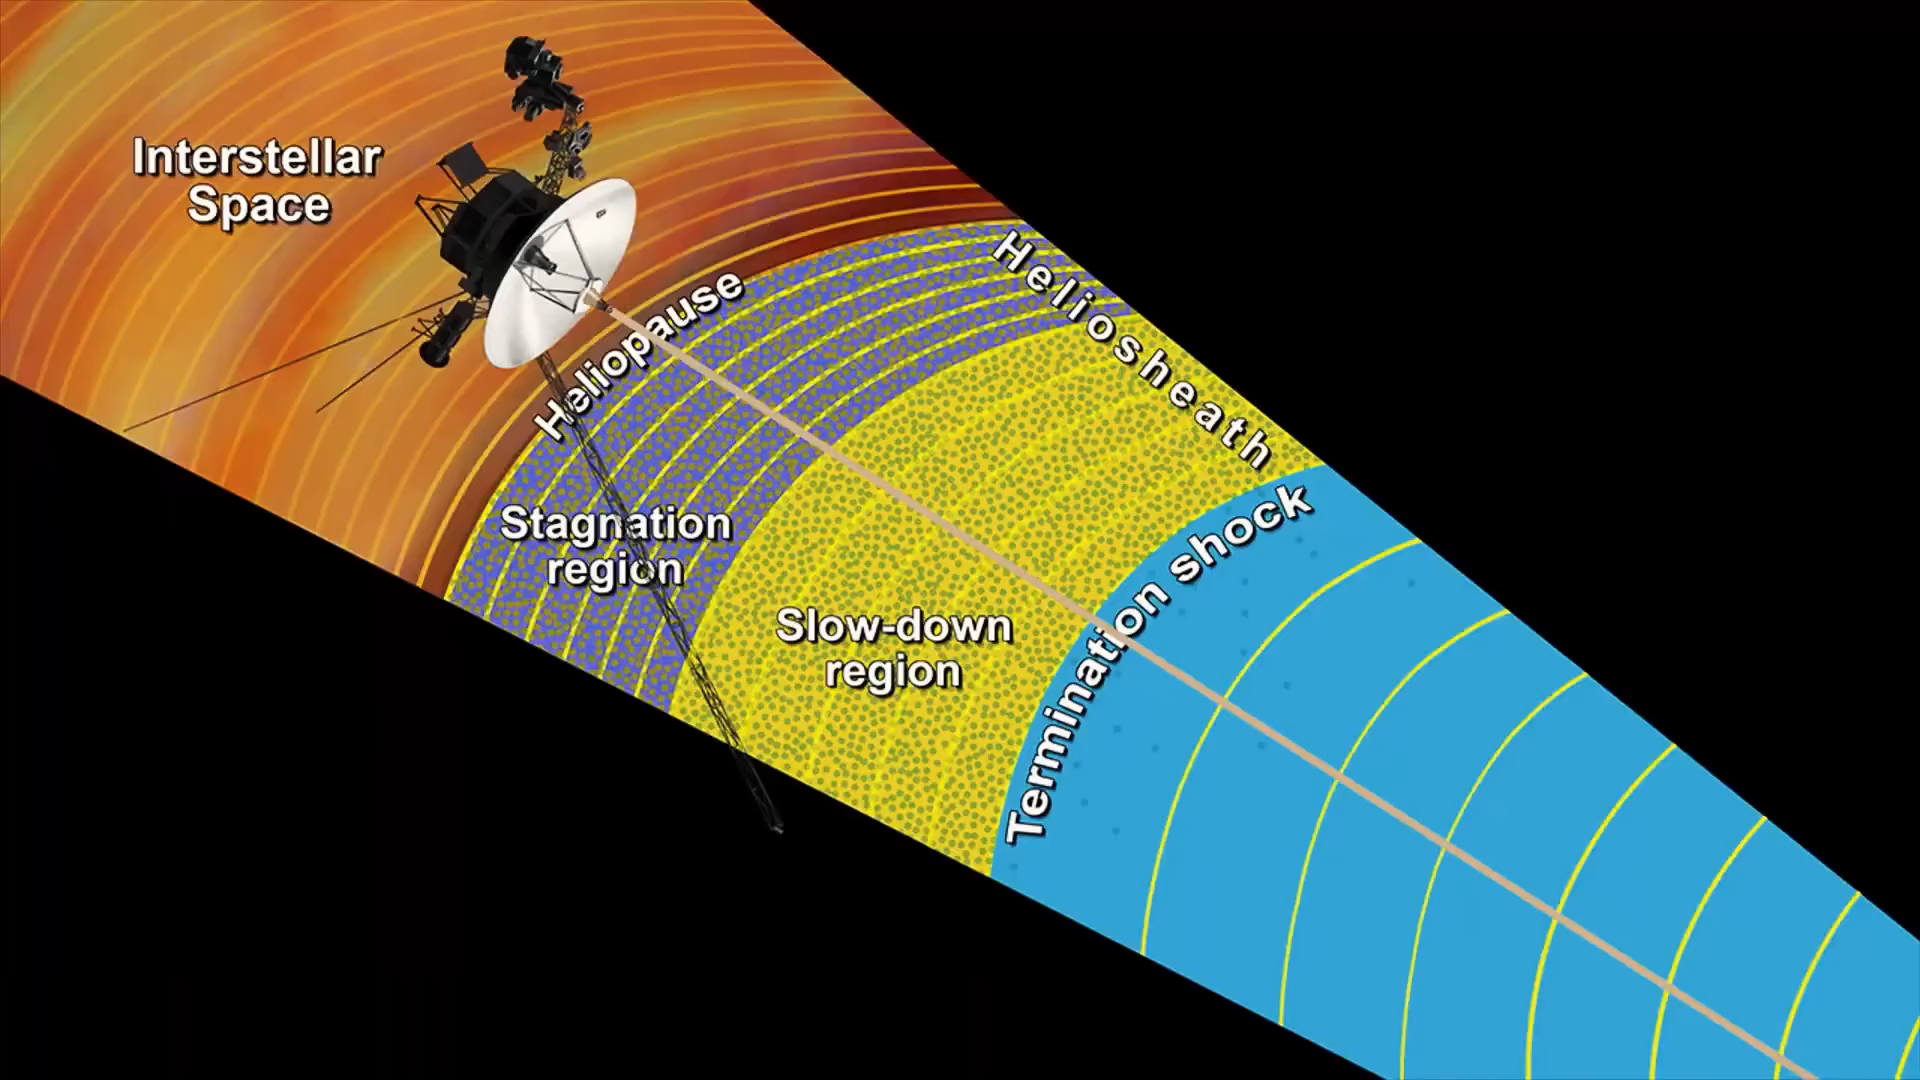 Interstellar
Space
Heliopause
Heliosheath
Stagnation
region
Slow-down
region
Termination shock